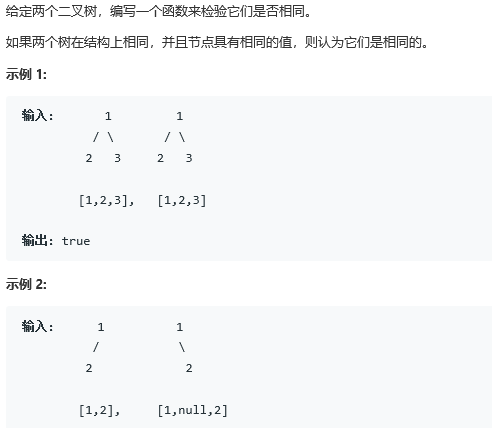 给定两个二叉树，编写一个函数来检验它们是否相同。
如果两个树在结构上相同，并且节点具有相同的值，则认为它们是相同的。
示例 1:
输入:       1         1
          / \       / \
         2   3     2   3
        [1,2,3],   [1,2,3]
输出: true
示例 2:
输入:      1          1
          /           \
         2             2
        [1,2],     [1,null,2]